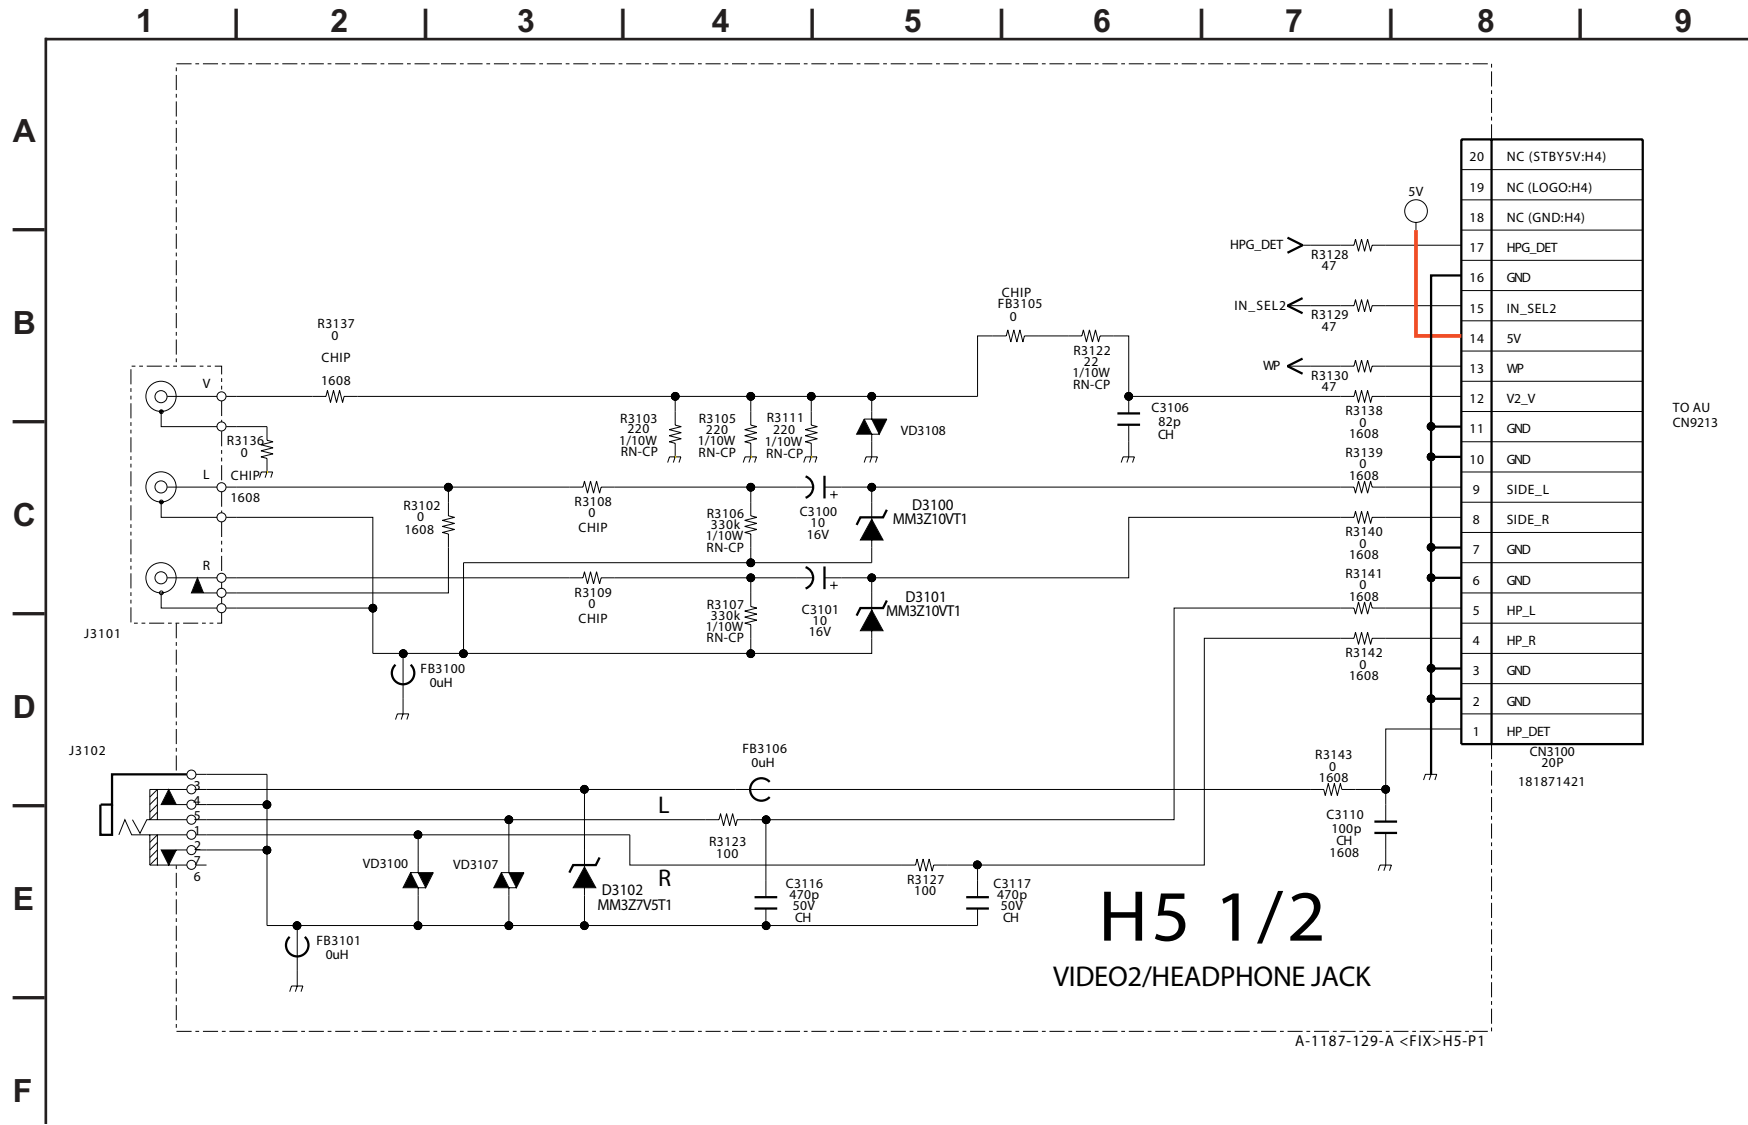 1 2 3 4 5 6 7 8 9
A
20 NC (STBY5V:H4)
19 NC (LOGO:H4)
5V
18 NC (GND:H4)
HPG_DET
R3128
47
17 HPG_DET
16 GND
B
CHIP
FB3105
0
IN_SEL2
R3129
47
15 IN_SEL2
R3137
0
CHIP
1608
14 5V
R3122
22
1/10W
RN-CP
WP
R3130
47
13 WP
V
R3103
220
1/10W
RN-CP
R3105
220
1/10W
RN-CP
R3111
220
1/10W
RN-CP
VD3108
C3106
82p
CH
R3138
0
1608
12 V2_V
TO AU
CN9213
11 GND
R3136
0
CHIP
1608
R3139
0
1608
10 GND
L
C
R3102
0
1608
R3108
0
CHIP
R3106
330k
1/10W
RN-CP
C3100
10
16V
+
D3100
MM3Z10VT1
9 SIDE_L
8 SIDE_R
R3140
0
1608
7 GND
R
R3109
0
CHIP
R3107
330k
1/10W
RN-CP
C3101
10
16V
+
D3101
MM3Z10VT1
R3141
0
1608
6 GND
5 HP_L
J3101
4 HP_R
R3142
0
1608
FB3100
0uH
3 GND
D
2 GND
1 HP_DET
J3102
FB3106
0uH
R3143
0
1608
CN3100
20P
181871421
3
4
5
1
2
7
6
L
R3123
100
C3110
100p
CH
1608
VD3100
VD3107
D3102
MM3Z7V5T1
R
C3116
470p
50V
CH
R3127
100
C3117
470p
50V
CH
E
H5 1/2
FB3101
0uH
VIDEO2/HEADPHONE JACK
A-1187-129-A <FIX>H5-P1
F